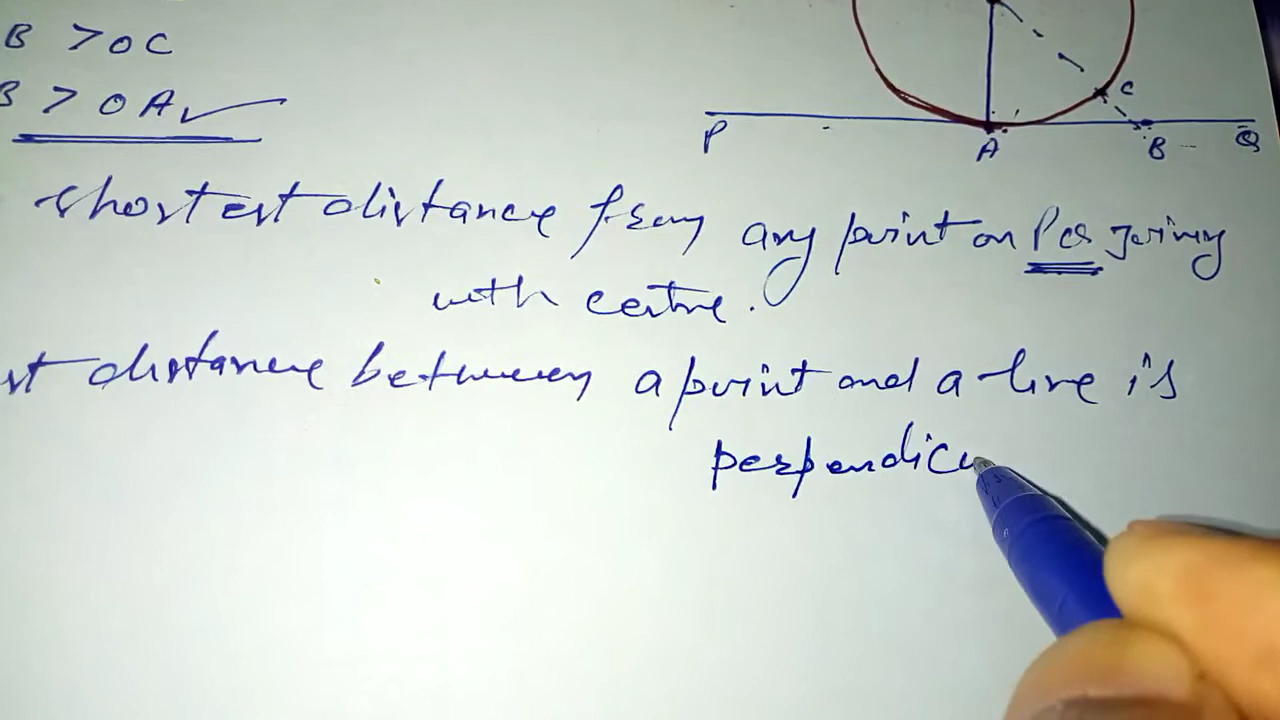 B > OC
B > OA
C
P
A
B
Q
shortest distance from any point on PQ joining
with centre.
st distance between a point and a line is
perpendicu